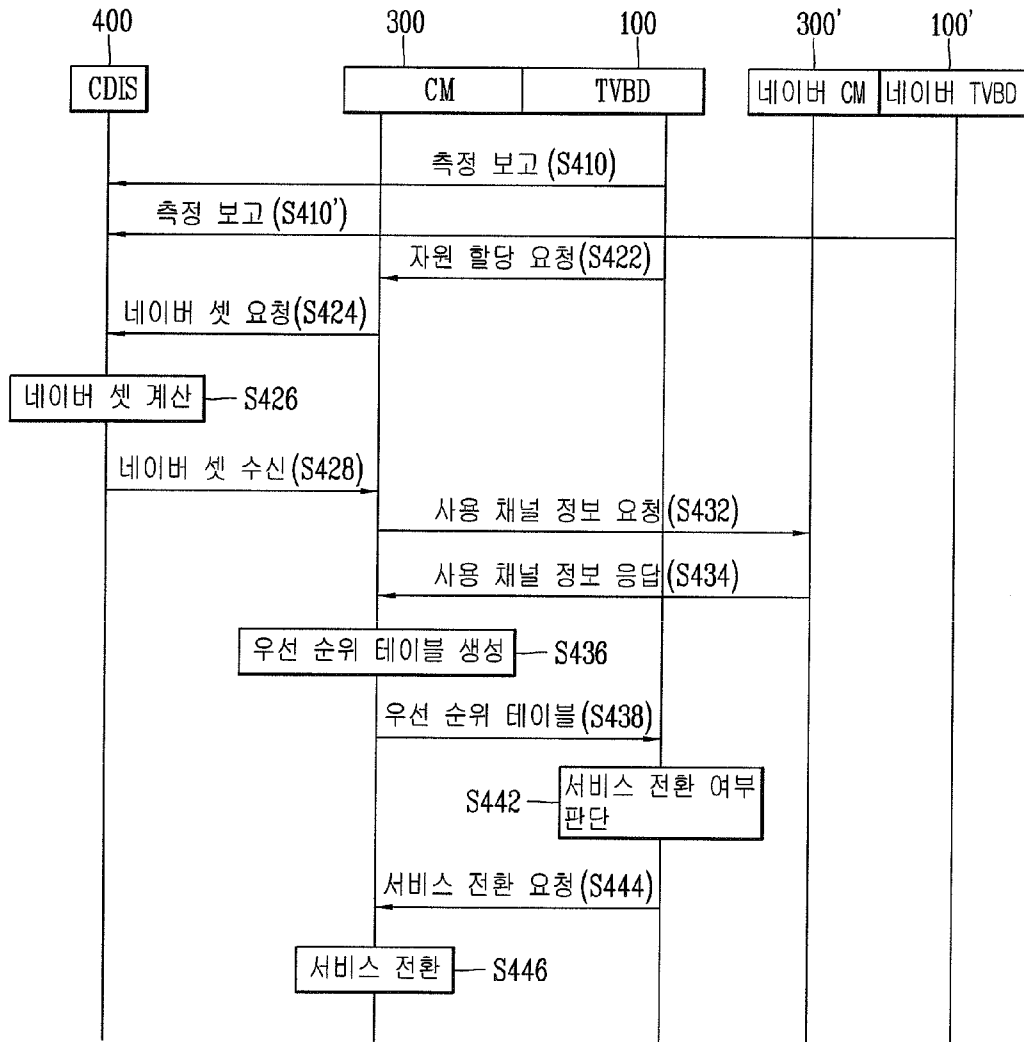 400
300
100
300'
100'
CDIS
CM
TVBD
네이버 CM
네이버 TVBD
측정 보고(S410)
측정 보고(S410')
자원 할당 요청(S422)
네이버 셋 요청(S424)
네이버 셋 계산
S426
네이버 셋 수신(S428)
사용 채널 정보 요청(S432)
사용 채널 정보 응답(S434)
우선 순위 테이블 생성
S436
우선 순위 테이블(S438)
S442
서비스 전환 여부
판단
서비스 전환 요청(S444)
서비스 전환
S446